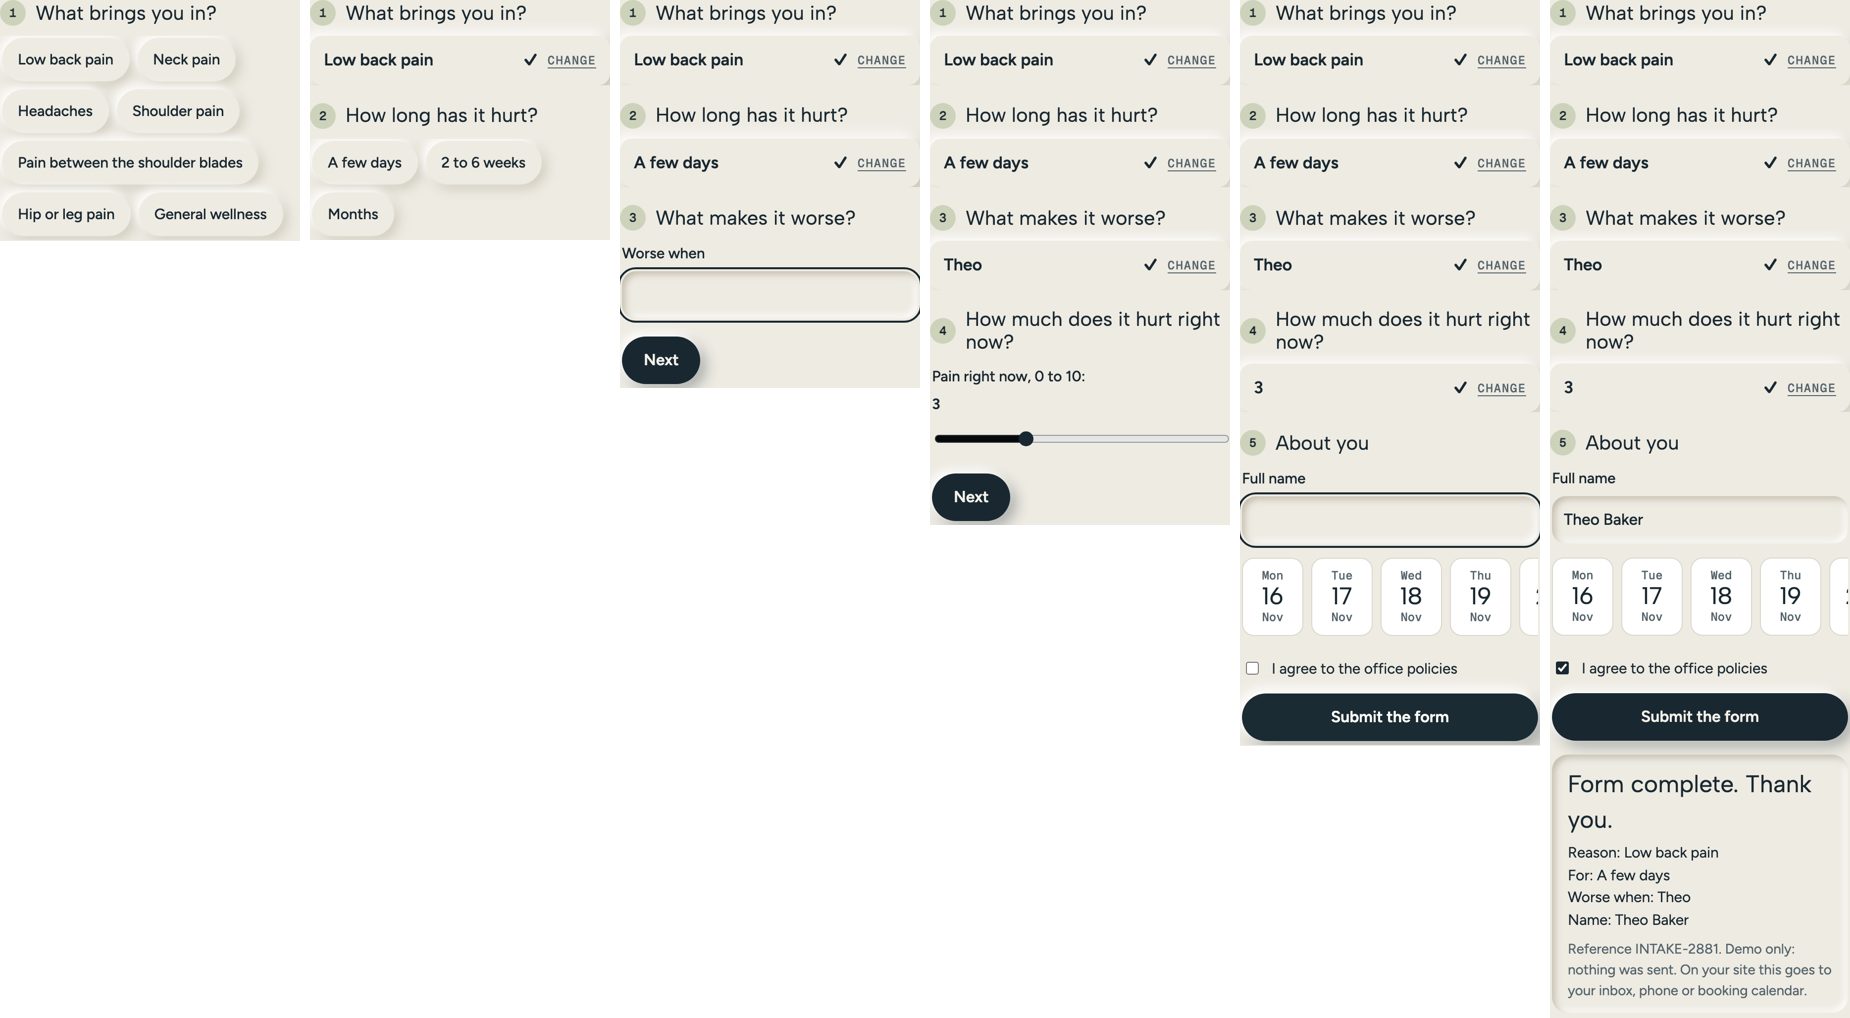 1 What brings you in?
Low back pain
Neck pain
Headaches
Shoulder pain
Pain between the shoulder blades
Hip or leg pain
General wellness
1 What brings you in?
Low back pain ✓ CHANGE
2 How long has it hurt?
A few days
2 to 6 weeks
Months
1 What brings you in?
Low back pain ✓ CHANGE
2 How long has it hurt?
A few days ✓ CHANGE
3 What makes it worse?
Worse when
Next
1 What brings you in?
Low back pain ✓ CHANGE
2 How long has it hurt?
A few days ✓ CHANGE
3 What makes it worse?
Theo ✓ CHANGE
4 How much does it hurt right
now?
Pain right now, 0 to 10:
3
Next
1 What brings you in?
Low back pain ✓ CHANGE
2 How long has it hurt?
A few days ✓ CHANGE
3 What makes it worse?
Theo ✓ CHANGE
4 How much does it hurt right
now?
3 ✓ CHANGE
5 About you
Full name
Mon Tue Wed Thu
16 17 18 19
Nov Nov Nov Nov
I agree to the office policies
Submit the form
1 What brings you in?
Low back pain ✓ CHANGE
2 How long has it hurt?
A few days ✓ CHANGE
3 What makes it worse?
Theo ✓ CHANGE
4 How much does it hurt right
now?
3 ✓ CHANGE
5 About you
Full name
Theo Baker
Mon Tue Wed Thu
16 17 18 19
Nov Nov Nov Nov
I agree to the office policies
Submit the form
Form complete. Thank
you.
Reason: Low back pain
For: A few days
Worse when: Theo
Name: Theo Baker
Reference INTAKE-2881. Demo only:
nothing was sent. On your site this goes to
your inbox, phone or booking calendar.